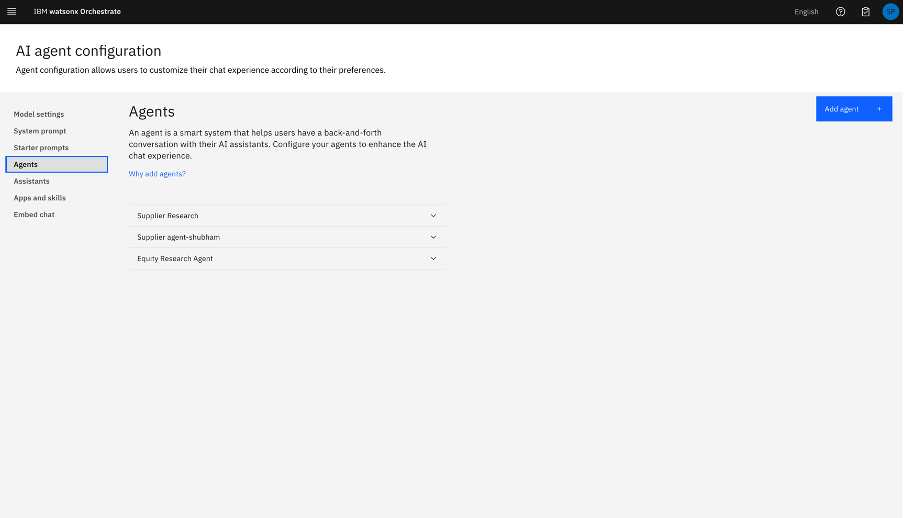 IBM watsonx Orchestrate
English
SP
AI agent configuration
Agent configuration allows users to customize their chat experience according to their preferences.
Model settings
System prompt
Starter prompts
Agents
Assistants
Apps and skills
Embed chat
Agents
An agent is a smart system that helps users have a back-and-forth
conversation with their AI assistants. Configure your agents to enhance the AI
chat experience.
Why add agents?
Add agent +
Supplier Research
Supplier agent-shubham
Equity Research Agent